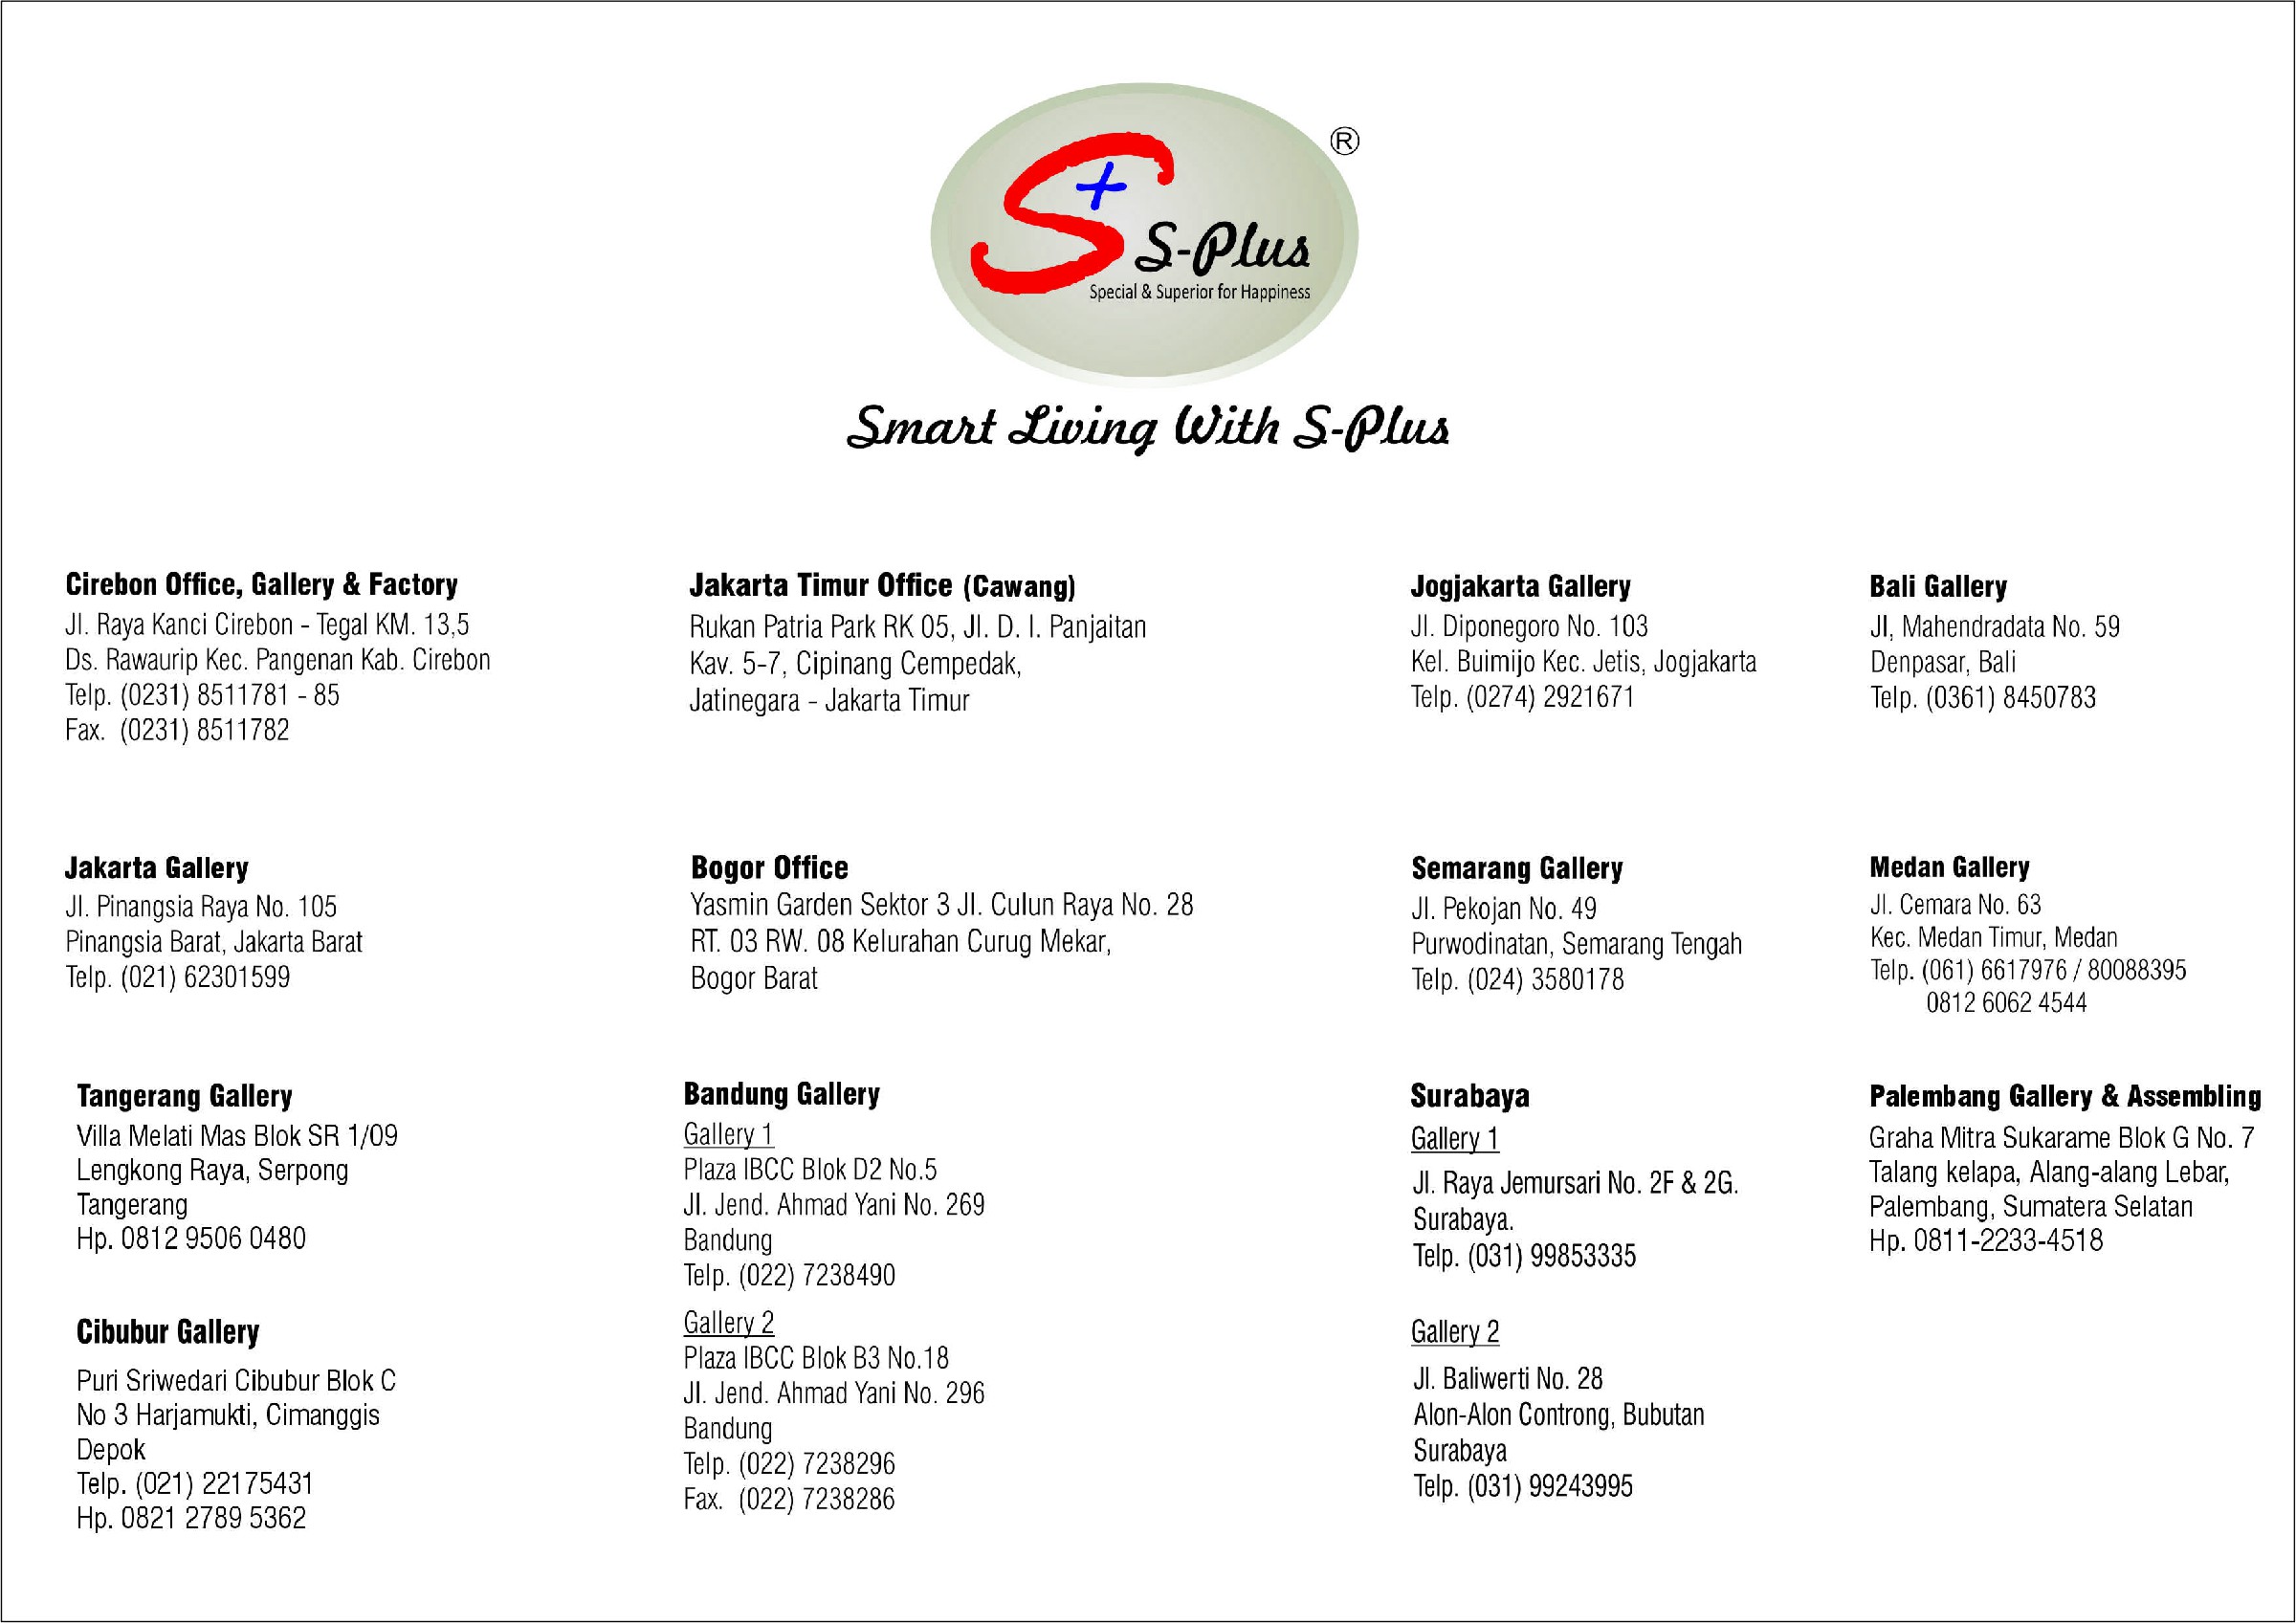 S+
®
S-Plus
Special & Superior for Happiness
Smart Living With S-Plus
Cirebon Office, Gallery & Factory
Jl. Raya Kanci Cirebon - Tegal KM. 13,5
Ds. Rawaurip Kec. Pangenan Kab. Cirebon
Telp. (0231) 8511781 - 85
Fax. (0231) 8511782
Jakarta Timur Office (Cawang)
Rukan Patria Park RK 05, Jl. D. I. Panjaitan
Kav. 5-7, Cipinang Cempedak,
Jatinegara - Jakarta Timur
Jogjakarta Gallery
Jl. Diponegoro No. 103
Kel. Buimijo Kec. Jetis, Jogjakarta
Telp. (0274) 2921671
Bali Gallery
Jl, Mahendradata No. 59
Denpasar, Bali
Telp. (0361) 8450783
Jakarta Gallery
Jl. Pinangsia Raya No. 105
Pinangsia Barat, Jakarta Barat
Telp. (021) 62301599
Bogor Office
Yasmin Garden Sektor 3 Jl. Culun Raya No. 28
RT. 03 RW. 08 Kelurahan Curug Mekar,
Bogor Barat
Semarang Gallery
Jl. Pekojan No. 49
Purwodinatan, Semarang Tengah
Telp. (024) 3580178
Medan Gallery
Jl. Cemara No. 63
Kec. Medan Timur, Medan
Telp. (061) 6617976 / 80088395
0812 6062 4544
Tangerang Gallery
Villa Melati Mas Blok SR 1/09
Lengkong Raya, Serpong
Tangerang
Hp. 0812 9506 0480
Cibubur Gallery
Puri Sriwedari Cibubur Blok C
No 3 Harjamukti, Cimanggis
Depok
Telp. (021) 22175431
Hp. 0821 2789 5362
Bandung Gallery
Gallery 1
Plaza IBCC Blok D2 No.5
Jl. Jend. Ahmad Yani No. 269
Bandung
Telp. (022) 7238490
Gallery 2
Plaza IBCC Blok B3 No.18
Jl. Jend. Ahmad Yani No. 296
Bandung
Telp. (022) 7238296
Fax. (022) 7238286
Surabaya
Gallery 1
Jl. Raya Jemursari No. 2F & 2G.
Surabaya.
Telp. (031) 99853335
Gallery 2
Jl. Baliwerti No. 28
Alon-Alon Controng, Bubutan
Surabaya
Telp. (031) 99243995
Palembang Gallery & Assembling
Graha Mitra Sukarame Blok G No. 7
Talang kelapa, Alang-alang Lebar,
Palembang, Sumatera Selatan
Hp. 0811-2233-4518